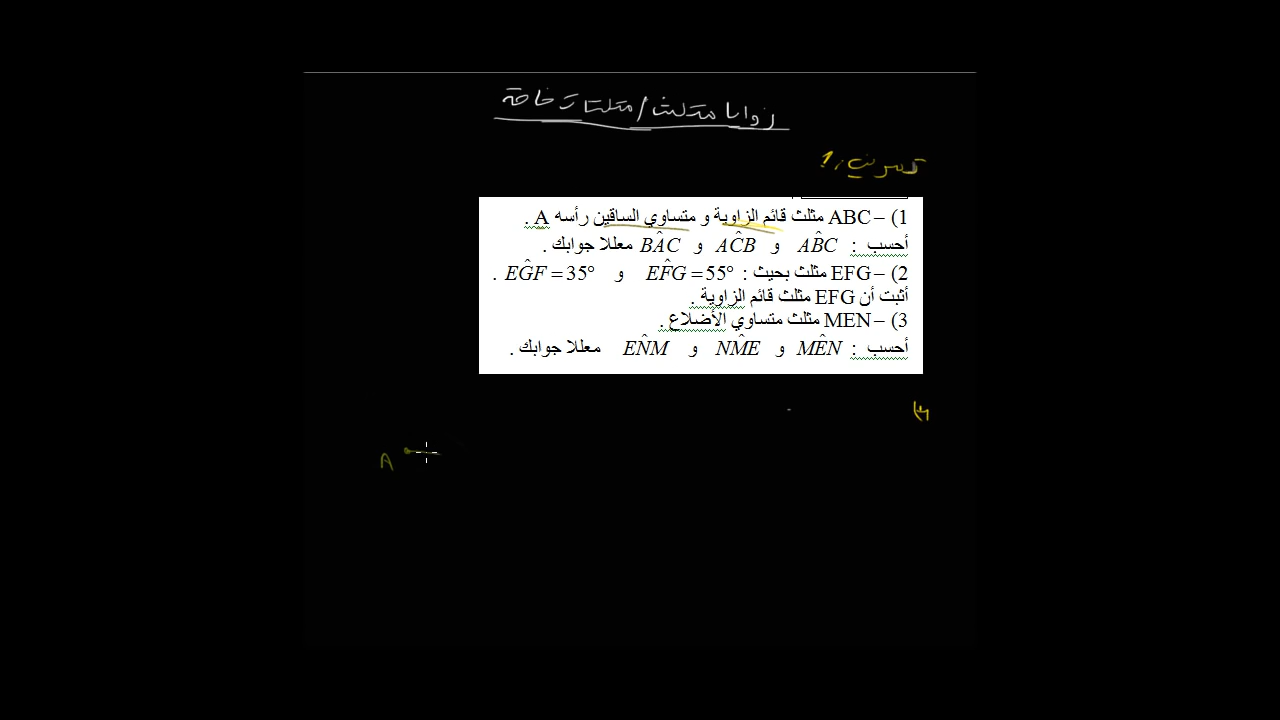 زوايا مثلث / مثلثات خاصة
تمرين 1:
1) – ABC مثلث قائم الزاوية و متساوي الساقين رأسه A .
أحسب : AB̂C و AĈB و BÂC معللا جوابك .
2) – EFG مثلث بحيث : EF̂G = 55° و EĜF = 35° .
أثبت أن EFG مثلث قائم الزاوية .
3) – MEN مثلث متساوي الأضلاع .
أحسب : MÊN و NM̂E و EN̂M معللا جوابك .
A